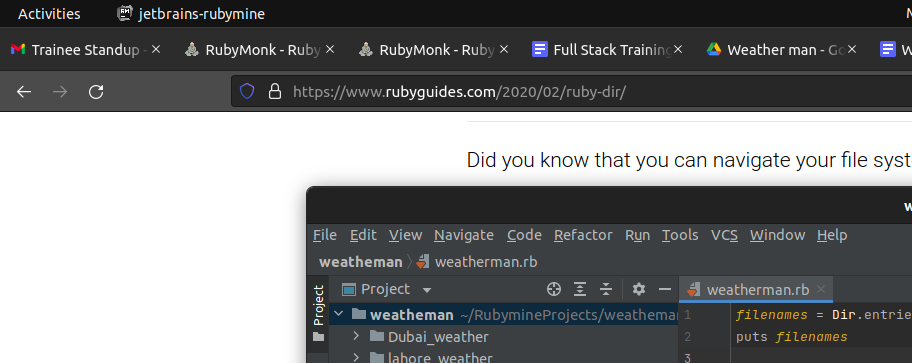 Activities jetbrains-rubymine
Trainee Standup - RubyMonk - Ruby RubyMonk - Ruby Full Stack Training Weather man - Go
https://www.rubyguides.com/2020/02/ruby-dir/
Did you know that you can navigate your file syst
File Edit View Navigate Code Refactor Run Tools VCS Window Help
weatheman weatherman.rb
Project
Project weatherman.rb
weatheman ~/RubymineProjects/weatheman
1 filenames = Dir.entrie
Dubai_weather
2 puts filenames
lahore_weather
3